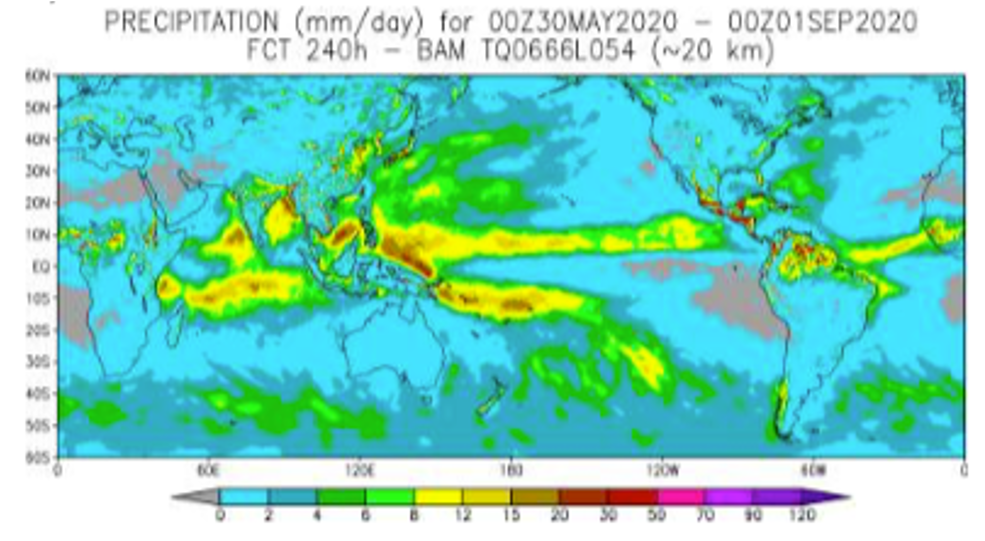 PRECIPITATION (mm/day) for 00Z30MAY2020 – 00Z01SEP2020
FCT 240h – BAM TQ0666L054 (~20 km)
60N
50N
40N
30N
20N
10N
EQ
10S
20S
30S
40S
50S
60S
0 60E 120E 180 120W 60W 0
0 2 4 6 8 12 15 20 30 50 70 90 120